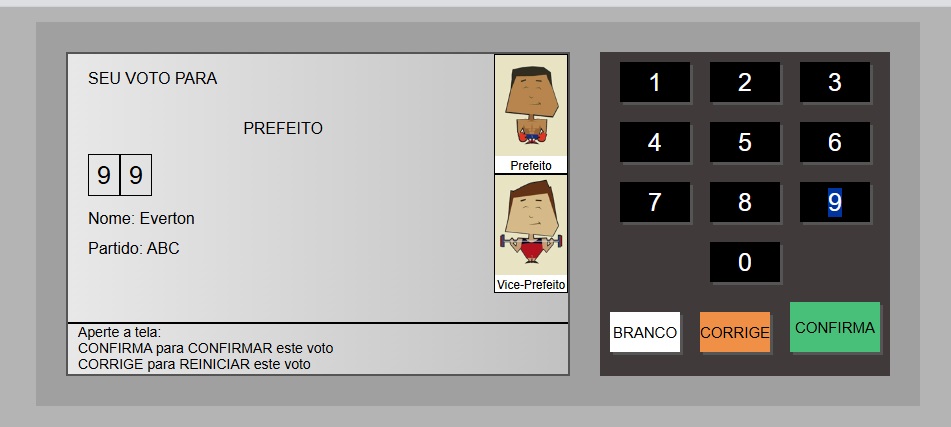 SEU VOTO PARA
PREFEITO
9 9
Nome: Everton
Partido: ABC
Prefeito
Vice-Prefeito
Aperte a tela:
CONFIRMA para CONFIRMAR este voto
CORRIGE para REINICIAR este voto
1 2 3
4 5 6
7 8 9
0
BRANCO CORRIGE CONFIRMA